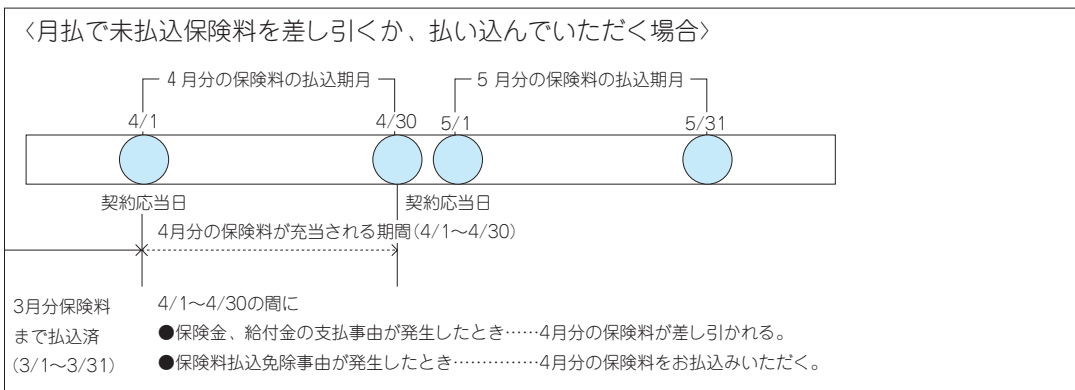 〈月払で未払込保険料を差し引くか、払い込んでいただく場合〉
4月分の保険料の払込期月
5月分の保険料の払込期月
4/1
4/30
5/1
5/31
契約応当日
契約応当日
4月分の保険料が充当される期間(4/1〜4/30)
3月分保険料
まで払込済
(3/1〜3/31)
4/1〜4/30の間に
●保険金、給付金の支払事由が発生したとき……4月分の保険料が差し引かれる。
●保険料払込免除事由が発生したとき……………4月分の保険料をお払込みいただく。